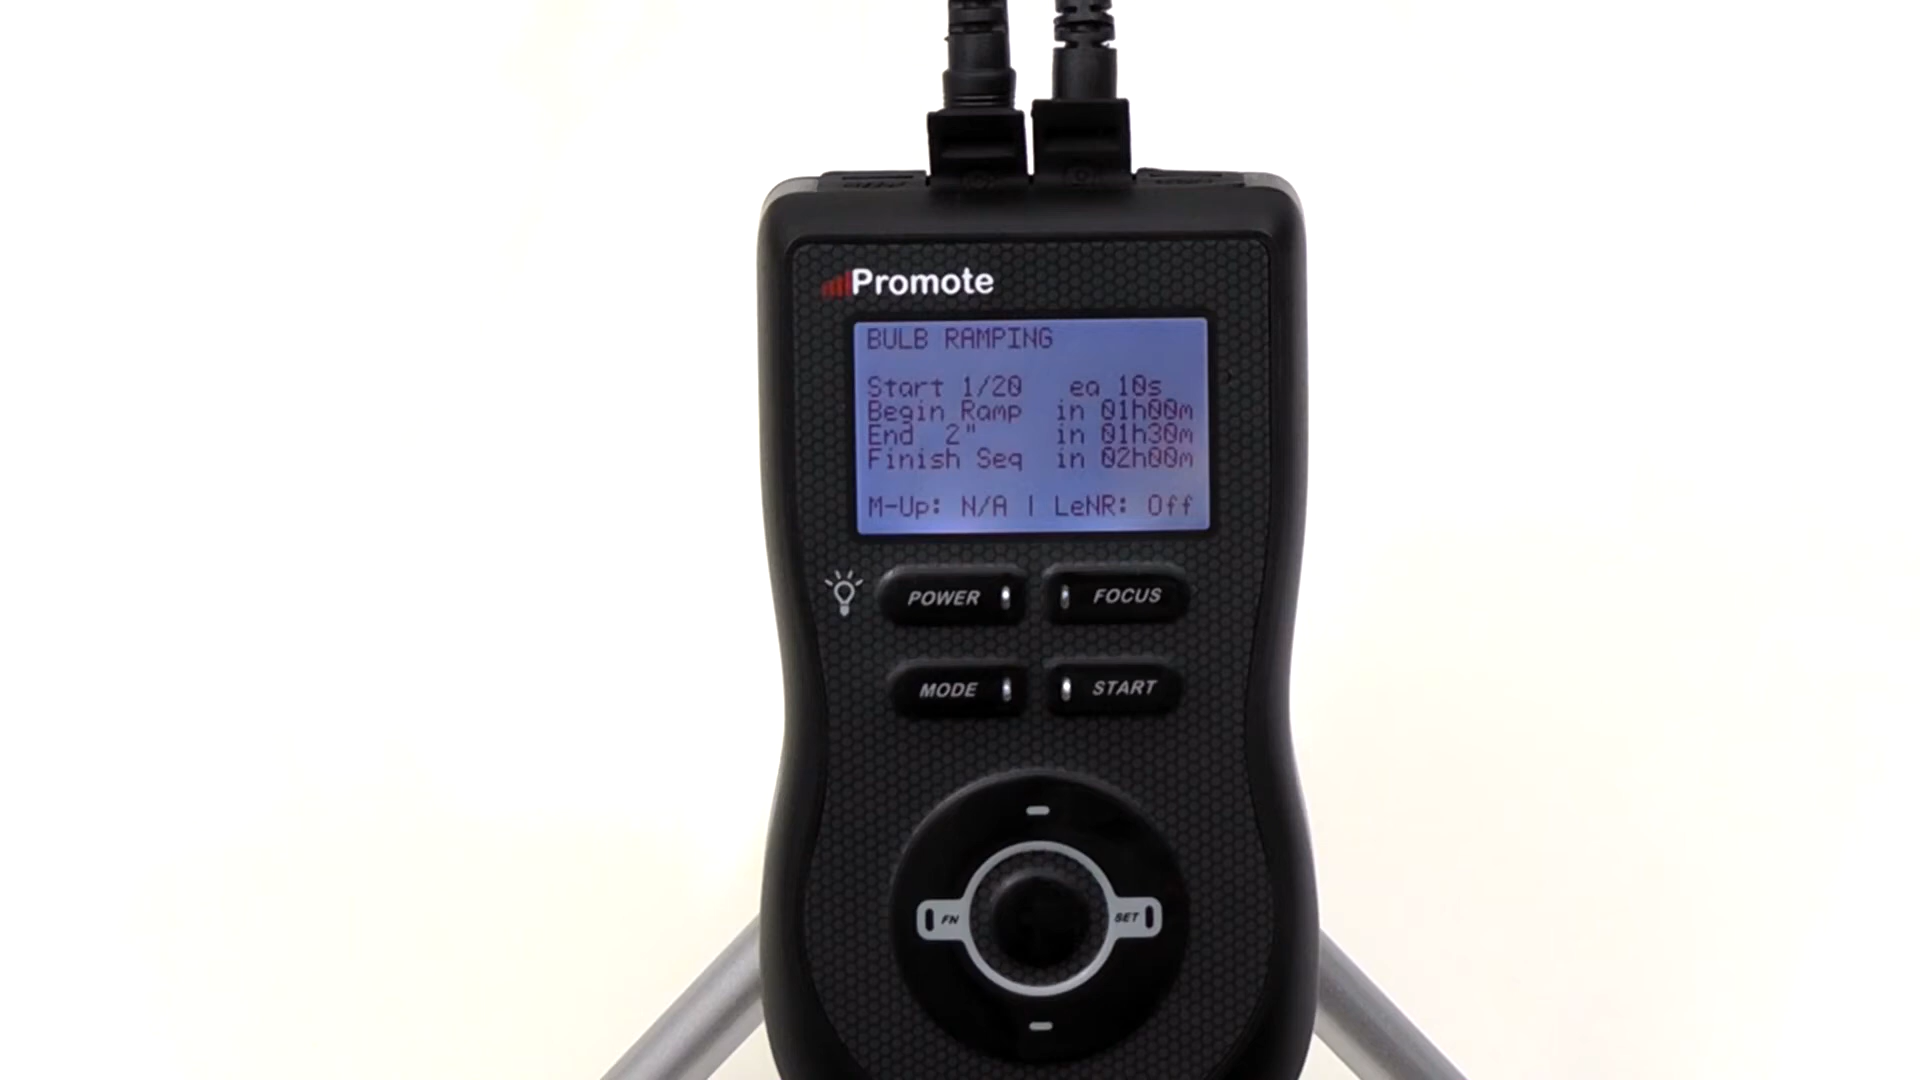 Promote
BULB RAMPING
Start 1/20 ea 10s
Begin Ramp in 01h00m
End 2" in 01h30m
Finish Seq in 02h00m
M-Up: N/A | LeNR: Off
POWER
FOCUS
MODE
START
FN
SET